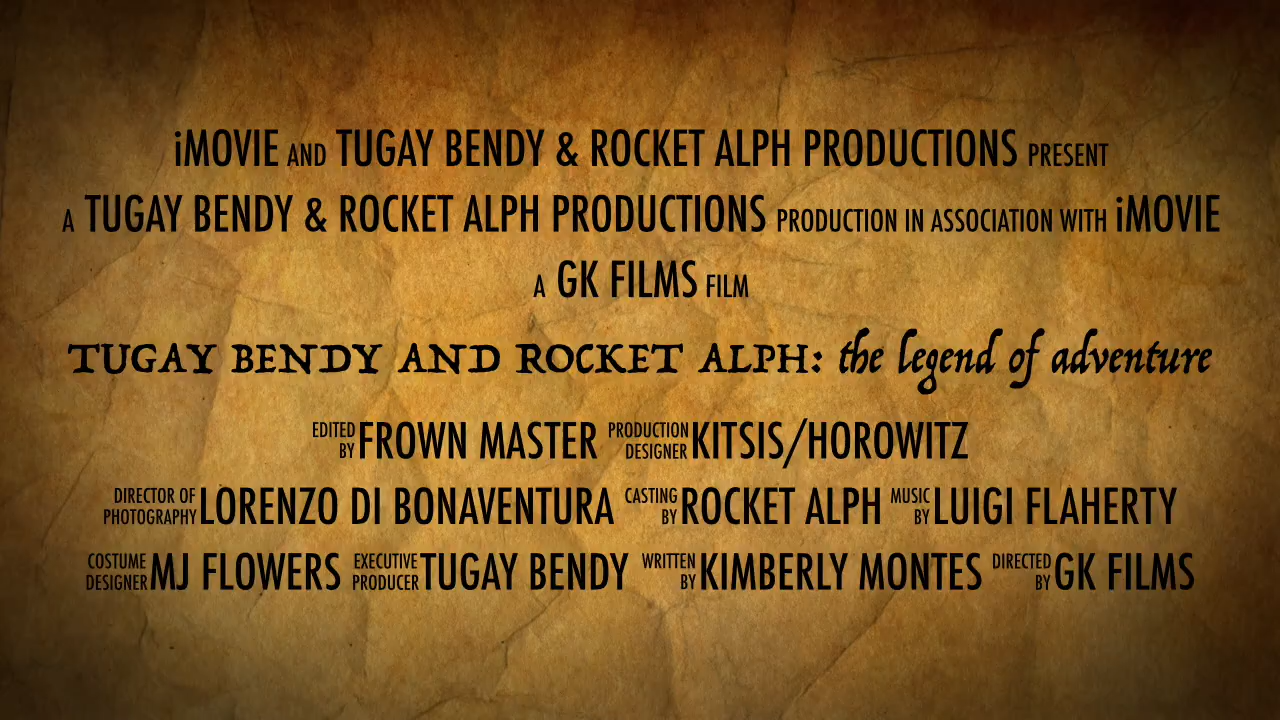 iMOVIE AND TUGAY BENDY & ROCKET ALPH PRODUCTIONS PRESENT
A TUGAY BENDY & ROCKET ALPH PRODUCTIONS PRODUCTION IN ASSOCIATION WITH iMOVIE
A GK FILMS FILM
TUGAY BENDY AND ROCKET ALPH: the legend of adventure
EDITED BY FROWN MASTER PRODUCTION DESIGNER KITSIS/HOROWITZ
DIRECTOR OF PHOTOGRAPHY LORENZO DI BONAVENTURA CASTING BY ROCKET ALPH MUSIC BY LUIGI FLAHERTY
COSTUME DESIGNER MJ FLOWERS EXECUTIVE PRODUCER TUGAY BENDY WRITTEN BY KIMBERLY MONTES DIRECTED BY GK FILMS